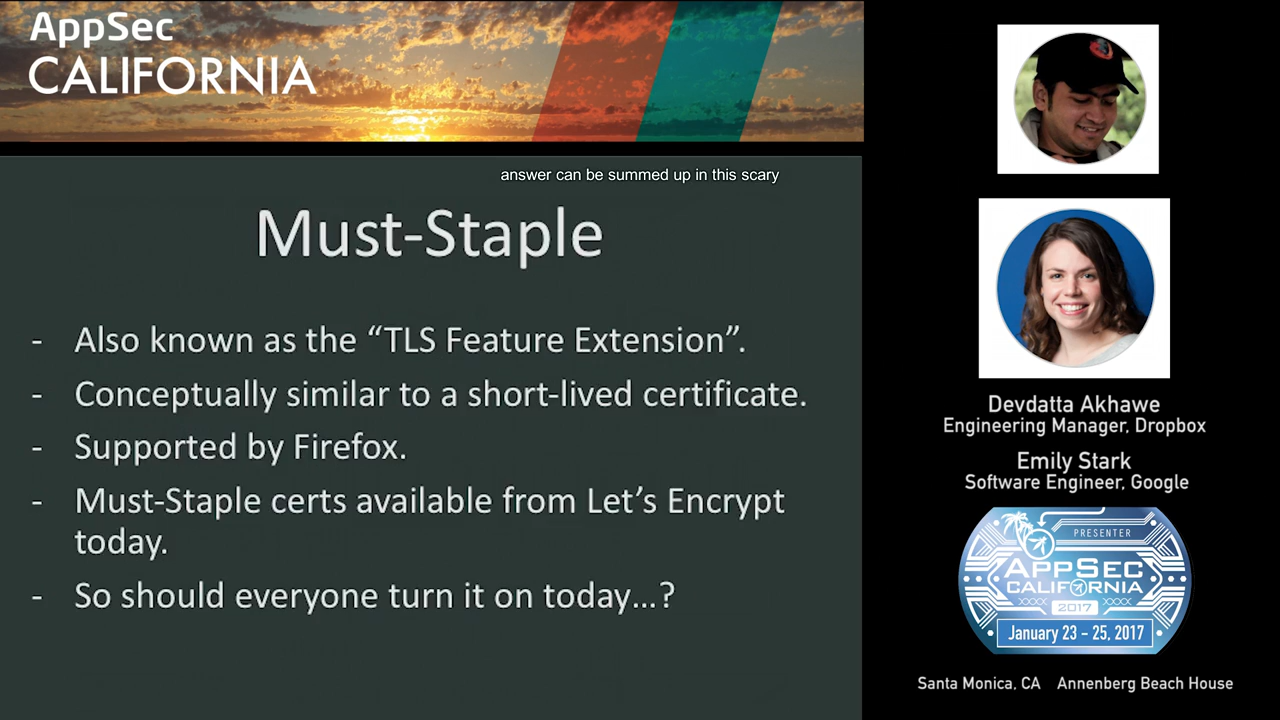 AppSec
CALIFORNIA
answer can be summed up in this scary
Must-Staple
- Also known as the “TLS Feature Extension”.
- Conceptually similar to a short-lived certificate.
- Supported by Firefox.
- Must-Staple certs available from Let’s Encrypt
today.
- So should everyone turn it on today...?
Devdatta Akhawe
Engineering Manager, Dropbox
Emily Stark
Software Engineer, Google
PRESENTER
APPSEC
CALIFORNIA
2017
January 23 - 25, 2017
Santa Monica, CA Annenberg Beach House